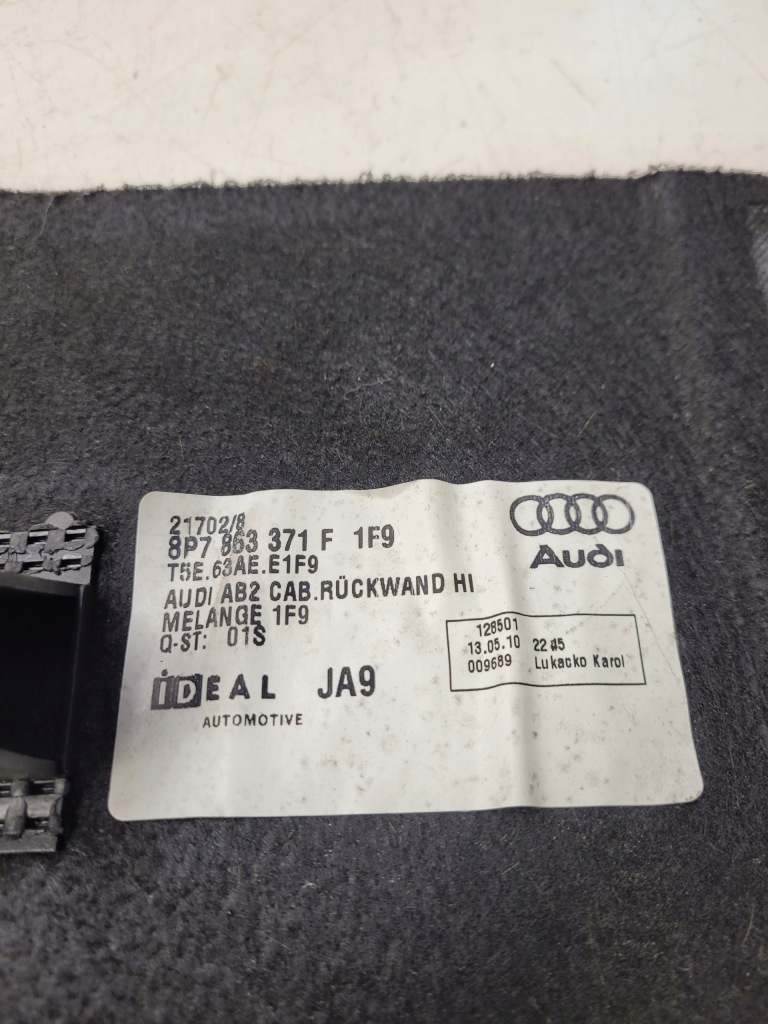 21702/8
8P7 863 371 F 1F9
T5E.63AE.E1F9
AUDI AB2 CAB.RÜCKWAND HI
MELANGE 1F9
Q-ST: 01S
iDEAL JA9
AUTOMOTIVE
Audi
128501
13.05.10 22:45
009689 Lukacko Karol